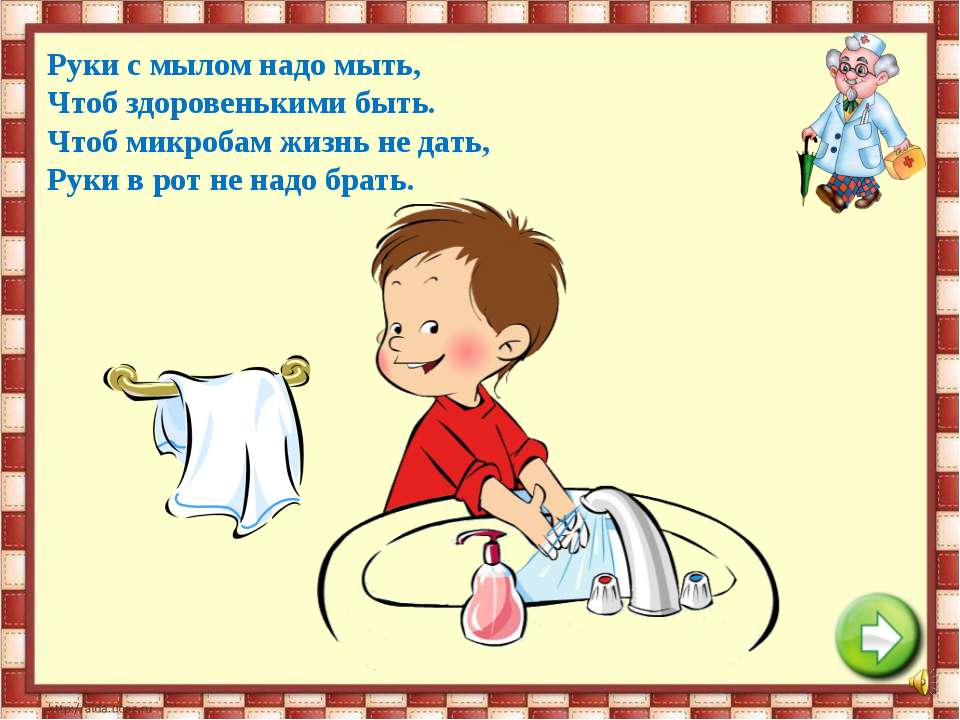 Руки с мылом надо мыть,
Чтоб здоровенькими быть.
Чтоб микробам жизнь не дать,
Руки в рот не надо брать.